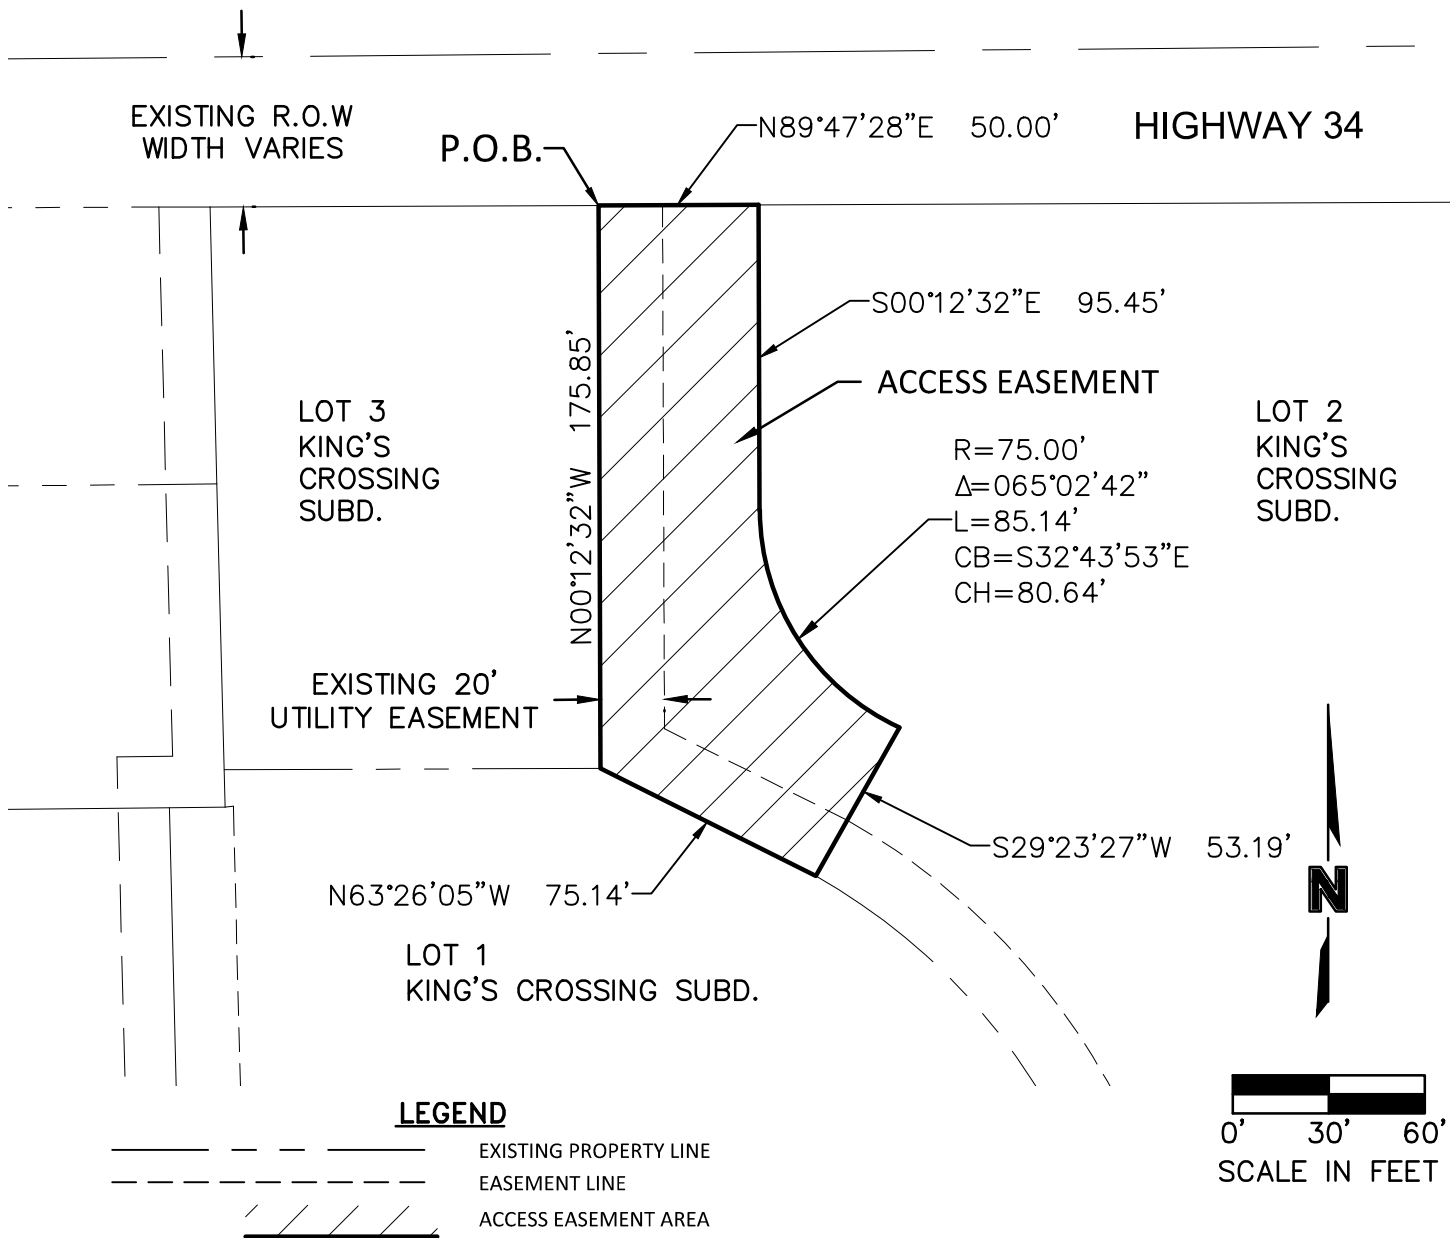 EXISTING R.O.W
WIDTH VARIES
P.O.B.
N89°47'28"E 50.00'
HIGHWAY 34
S00°12'32"E 95.45'
ACCESS EASEMENT
N00°12'32"W 175.85'
LOT 3
KING'S
CROSSING
SUBD.
R=75.00'
Δ=065°02'42"
L=85.14'
CB=S32°43'53"E
CH=80.64'
LOT 2
KING'S
CROSSING
SUBD.
EXISTING 20'
UTILITY EASEMENT
S29°23'27"W 53.19'
N63°26'05"W 75.14'
LOT 1
KING'S CROSSING SUBD.
N
LEGEND
EXISTING PROPERTY LINE
EASEMENT LINE
ACCESS EASEMENT AREA
0' 30' 60'
SCALE IN FEET